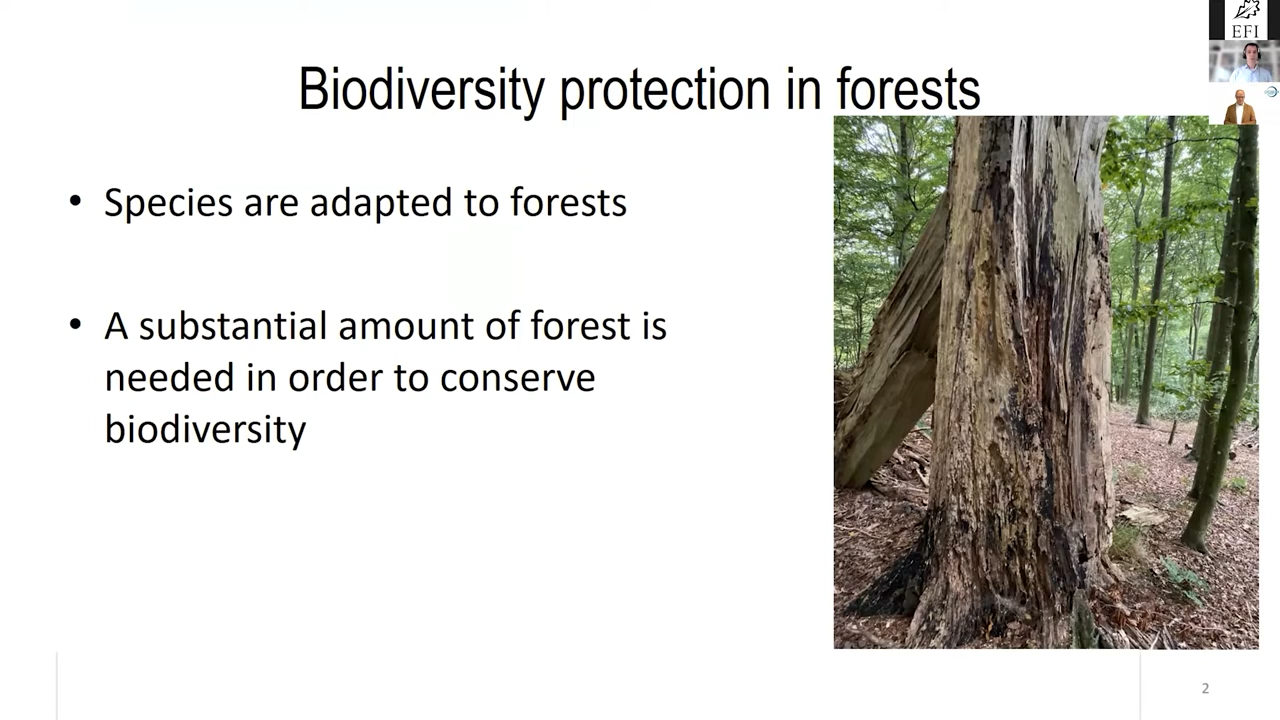 EFI
Biodiversity protection in forests
• Species are adapted to forests
• A substantial amount of forest is
needed in order to conserve
biodiversity
2